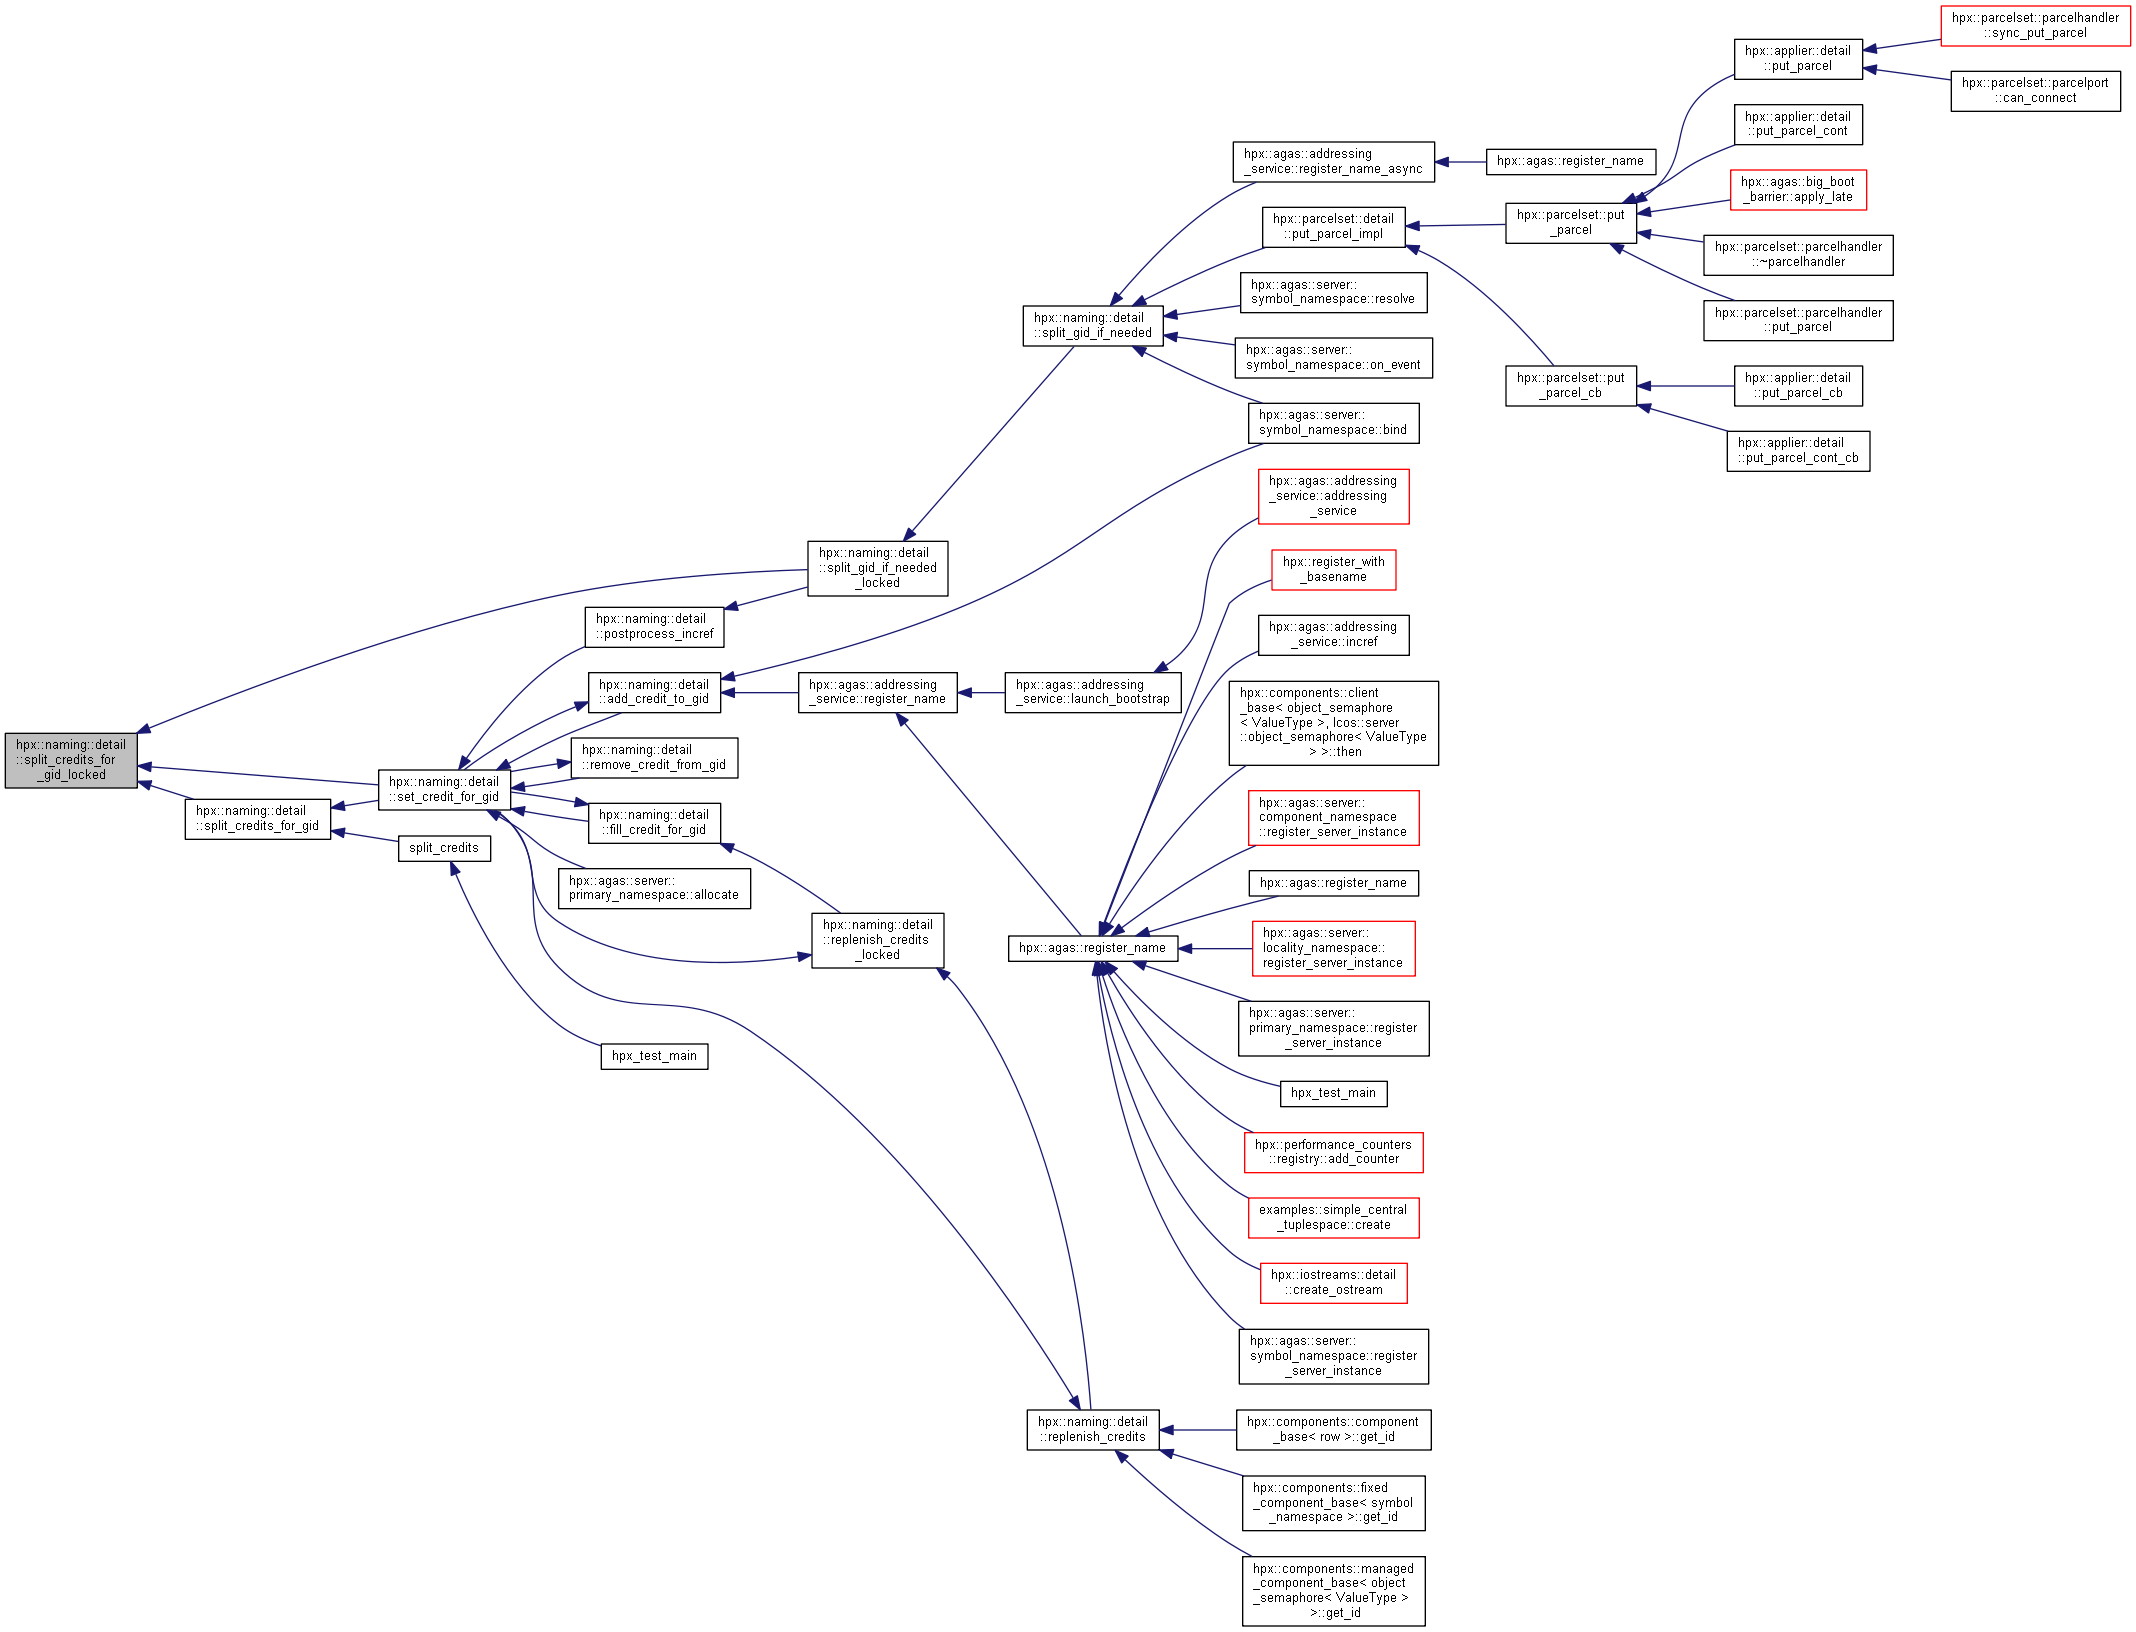 hpx::naming::detail
::split_credits_for
_gid_locked
hpx::naming::detail
::split_credits_for_gid
hpx::naming::detail
::set_credit_for_gid
split_credits
hpx::naming::detail
::postprocess_incref
hpx::naming::detail
::add_credit_to_gid
hpx::naming::detail
::remove_credit_from_gid
hpx::naming::detail
::fill_credit_for_gid
hpx::agas::server::
primary_namespace::allocate
hpx_test_main
hpx::naming::detail
::split_gid_if_needed
_locked
hpx::agas::addressing
_service::register_name
hpx::naming::detail
::replenish_credits
_locked
hpx::naming::detail
::split_gid_if_needed
hpx::agas::addressing
_service::launch_bootstrap
hpx::agas::register_name
hpx::naming::detail
::replenish_credits
hpx::agas::addressing
_service::register_name_async
hpx::parcelset::detail
::put_parcel_impl
hpx::agas::server::
symbol_namespace::resolve
hpx::agas::server::
symbol_namespace::on_event
hpx::agas::server::
symbol_namespace::bind
hpx::agas::addressing
_service::addressing
_service
hpx::register_with
_basename
hpx::agas::addressing
_service::incref
hpx::components::client
_base< object_semaphore
< ValueType >, lcos::server
::object_semaphore< ValueType
> >::then
hpx::agas::server::
component_namespace
::register_server_instance
hpx::agas::register_name
hpx::agas::server::
locality_namespace::
register_server_instance
hpx::agas::server::
primary_namespace::register
_server_instance
hpx_test_main
hpx::performance_counters
::registry::add_counter
examples::simple_central
_tuplespace::create
hpx::iostreams::detail
::create_ostream
hpx::agas::server::
symbol_namespace::register
_server_instance
hpx::components::component
_base< row >::get_id
hpx::components::fixed
_component_base< symbol
_namespace >::get_id
hpx::components::managed
_component_base< object
_semaphore< ValueType >
>::get_id
hpx::agas::register_name
hpx::parcelset::put
_parcel
hpx::parcelset::put
_parcel_cb
hpx::applier::detail
::put_parcel
hpx::applier::detail
::put_parcel_cont
hpx::agas::big_boot
_barrier::apply_late
hpx::parcelset::parcelhandler
::~parcelhandler
hpx::parcelset::parcelhandler
::put_parcel
hpx::applier::detail
::put_parcel_cb
hpx::applier::detail
::put_parcel_cont_cb
hpx::parcelset::parcelhandler
::sync_put_parcel
hpx::parcelset::parcelport
::can_connect